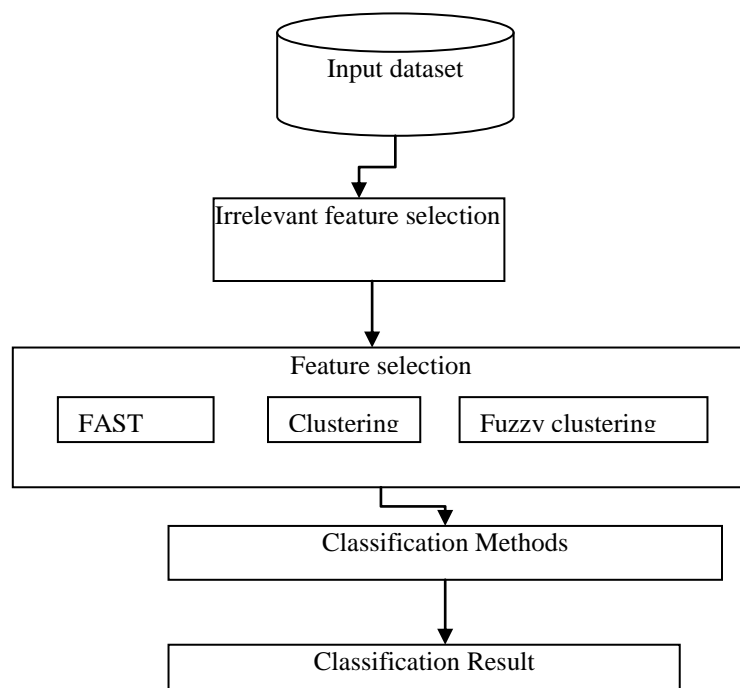 Input dataset
Irrelevant feature selection
Feature selection
FAST
Clustering
Fuzzy clustering
Classification Methods
Classification Result